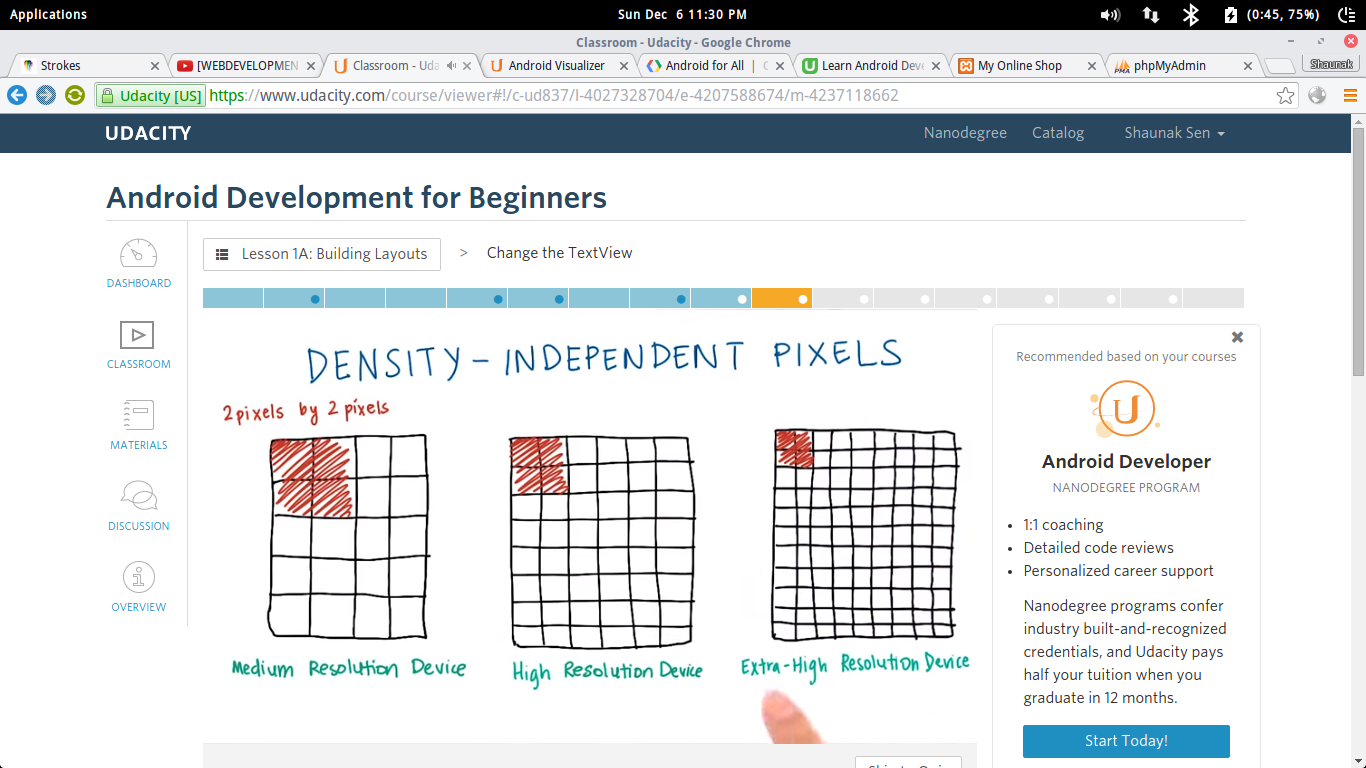 Applications
Sun Dec 6 11:30 PM
(0:45, 75%)
Classroom - Udacity - Google Chrome
Strokes
[WEBDEVELOPMEN
Classroom - Uda
Android Visualizer
Android for All |
Learn Android Dev
My Online Shop
phpMyAdmin
Shaunak
Udacity [US]
https://www.udacity.com/course/viewer#!/c-ud837/l-4027328704/e-4207588674/m-4237118662
UDACITY
Nanodegree
Catalog
Shaunak Sen
Android Development for Beginners
DASHBOARD
CLASSROOM
MATERIALS
DISCUSSION
OVERVIEW
Lesson 1A: Building Layouts
>
Change the TextView
DENSITY-INDEPENDENT PIXELS
2 pixels by 2 pixels
Medium Resolution Device
High Resolution Device
Extra-High Resolution Device
Recommended based on your courses
Android Developer
NANODEGREE PROGRAM
• 1:1 coaching
• Detailed code reviews
• Personalized career support
Nanodegree programs confer
industry built-and-recognized
credentials, and Udacity pays
half your tuition when you
graduate in 12 months.
Start Today!